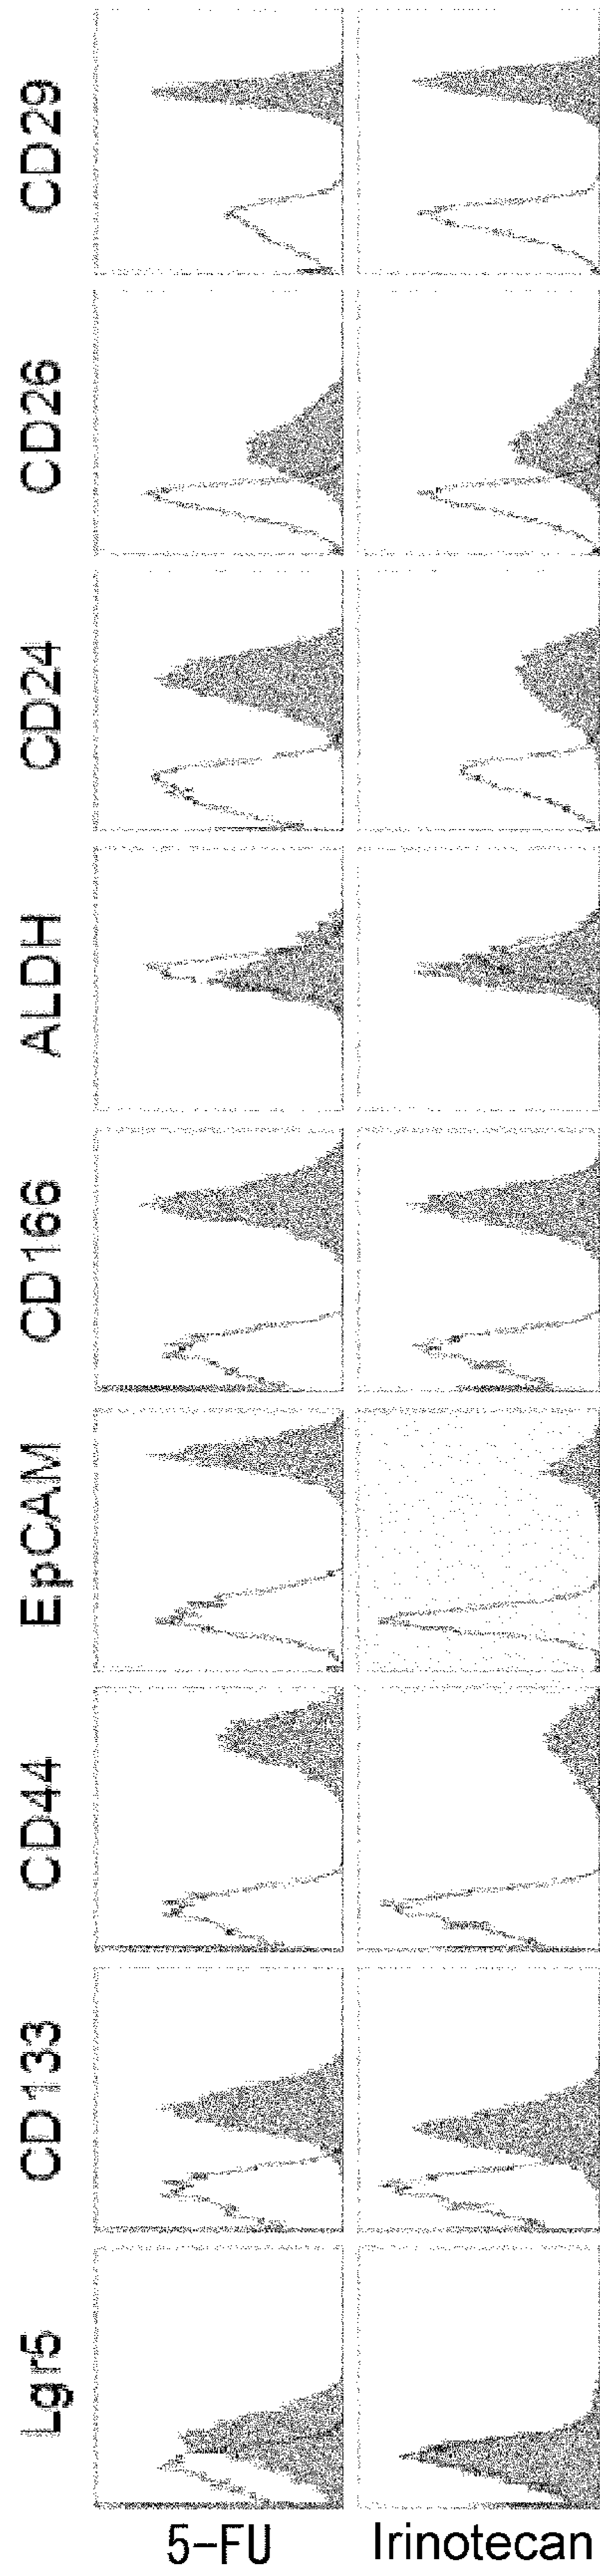 CD29
CD26
CD24
ALDH
CD166
EpCAM
CD44
CD133
Lgr5
5-FU Irinotecan